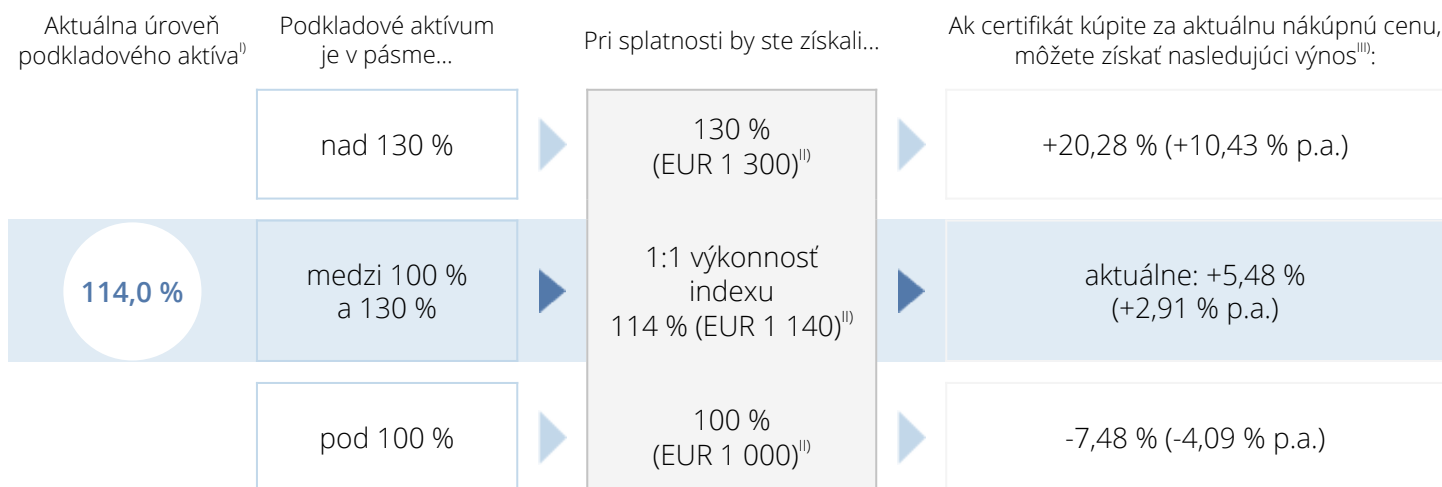 Aktuálna úroveň
podkladového aktíva^I)
Podkladové aktívum
je v pásme...
Pri splatnosti by ste získali...
Ak certifikát kúpite za aktuálnu nákúpnú cenu,
môžete získať nasledujúci výnos^III):
nad 130 %
130 %
(EUR 1 300)^II)
+20,28 % (+10,43 % p.a.)
114,0 %
medzi 100 %
a 130 %
1:1 výkonnosť
indexu
114 % (EUR 1 140)^II)
aktuálne: +5,48 %
(+2,91 % p.a.)
pod 100 %
100 %
(EUR 1 000)^II)
-7,48 % (-4,09 % p.a.)